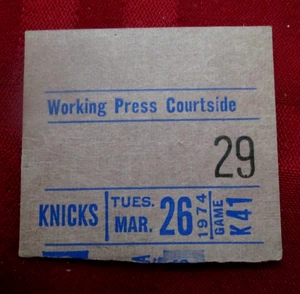 Working Press Courtside
29
KNICKS TUES. MAR. 26 1974 GAME K41